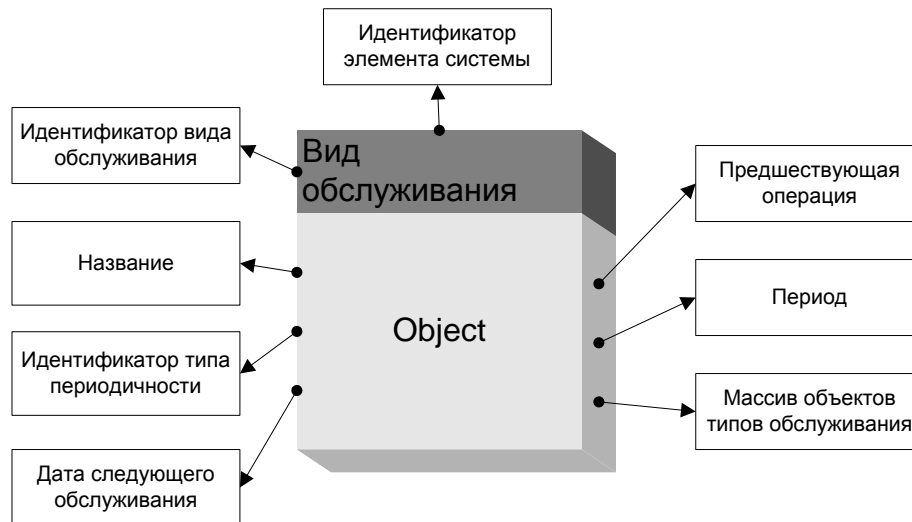 Идентификатор
элемента системы
Идентификатор вида
обслуживания
Вид
обслуживания
Предшествующая
операция
Название
Период
Object
Идентификатор типа
периодичности
Массив объектов
типов обслуживания
Дата следующего
обслуживания